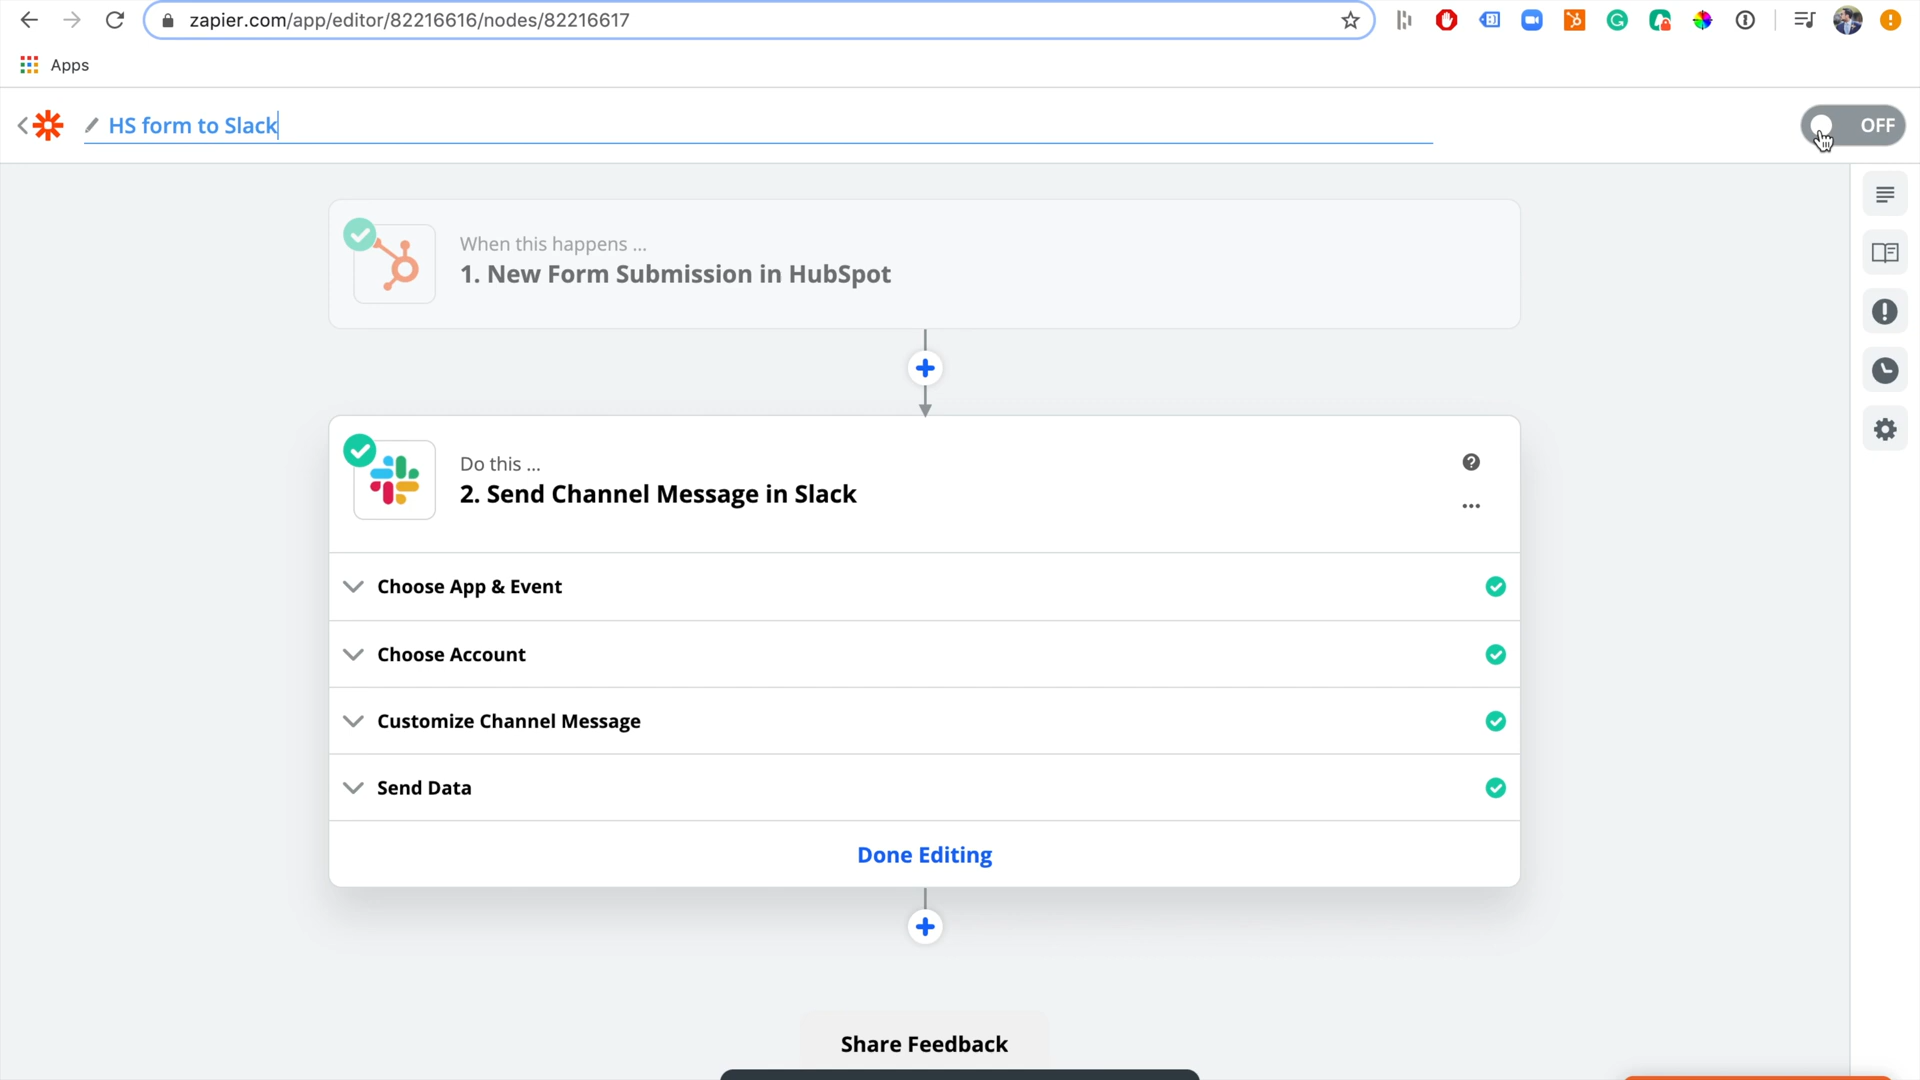 zapier.com/app/editor/82216616/nodes/82216617
Apps
HS form to Slack
OFF
When this happens ...
1. New Form Submission in HubSpot
Do this ...
2. Send Channel Message in Slack
Choose App & Event
Choose Account
Customize Channel Message
Send Data
Done Editing
Share Feedback